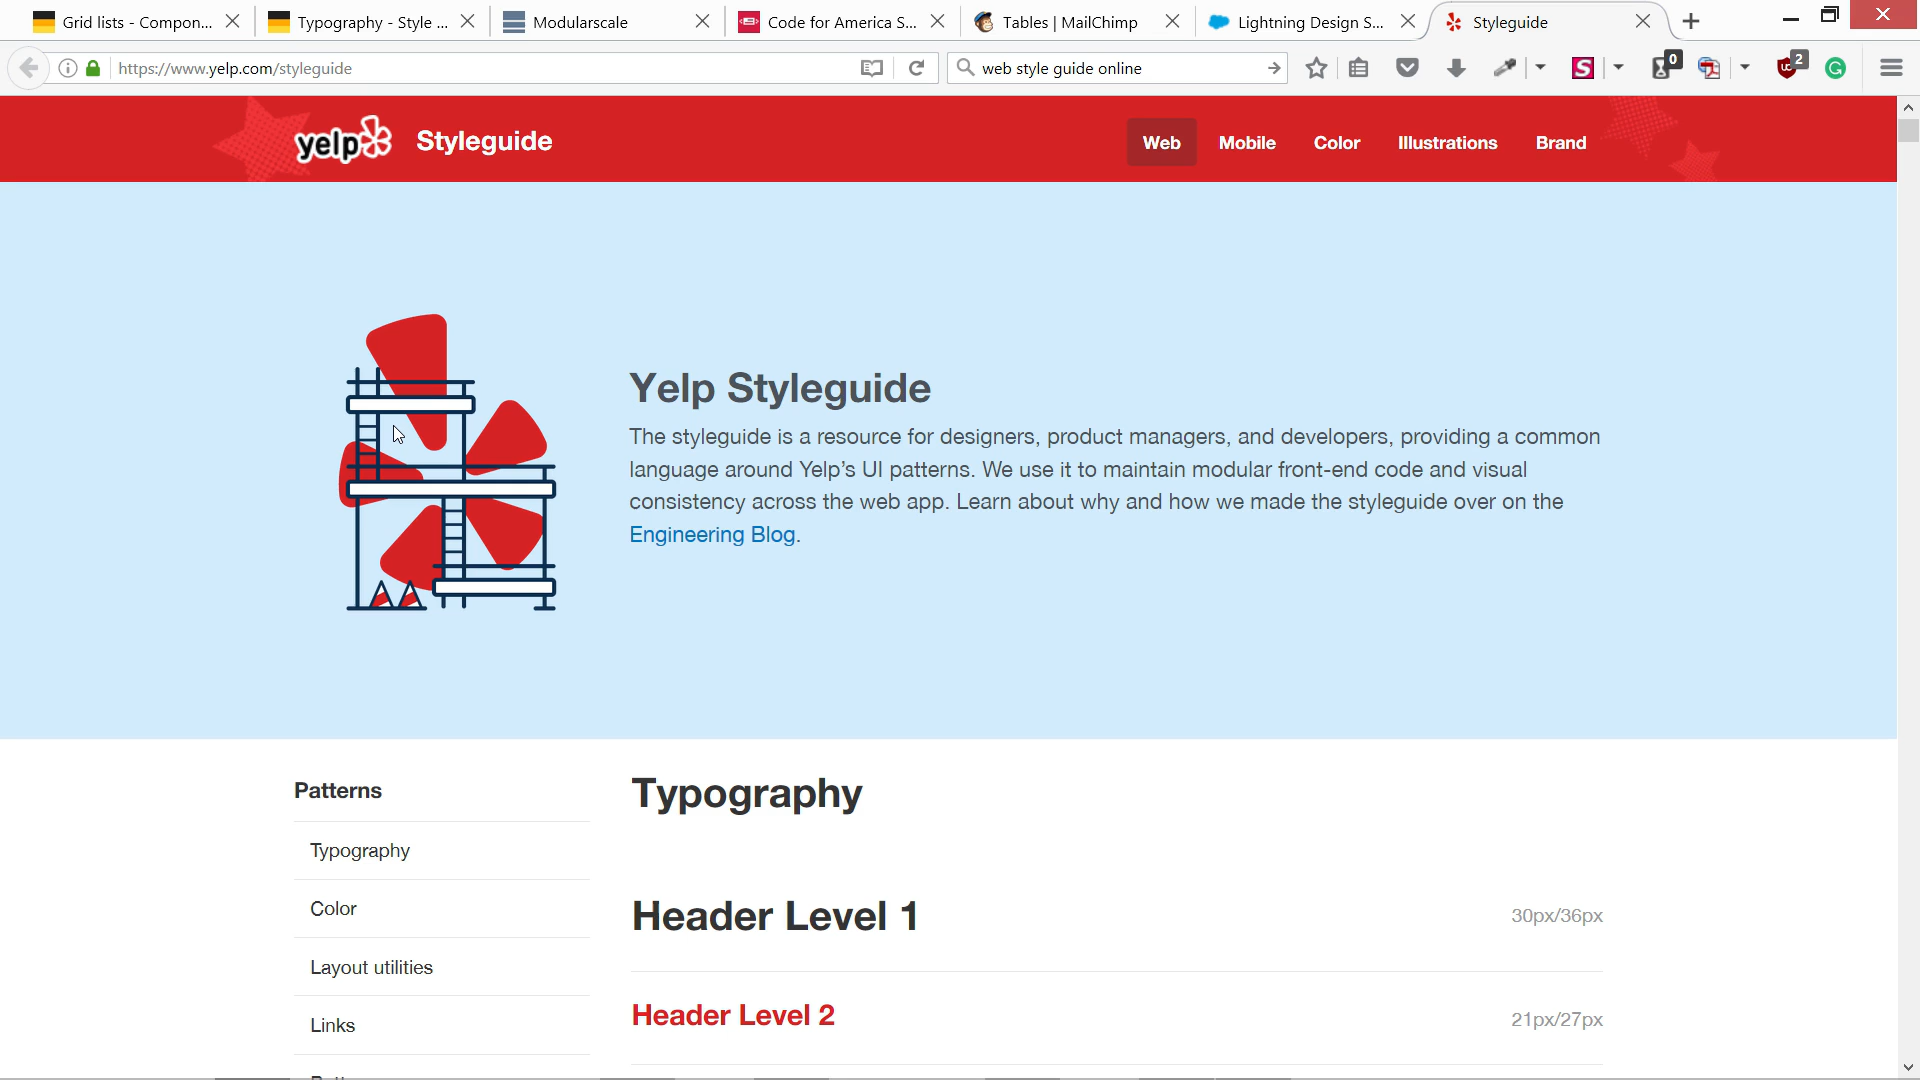 Grid lists - Compon...
Typography - Style ...
Modularscale
Code for America S...
Tables | MailChimp
Lightning Design S...
Styleguide
https://www.yelp.com/styleguide
web style guide online
0
2
yelp
Styleguide
Web
Mobile
Color
Illustrations
Brand
Yelp Styleguide
The styleguide is a resource for designers, product managers, and developers, providing a common
language around Yelp’s UI patterns. We use it to maintain modular front-end code and visual
consistency across the web app. Learn about why and how we made the styleguide over on the
Engineering Blog.
Patterns
Typography
Color
Layout utilities
Links
Typography
Header Level 1
30px/36px
Header Level 2
21px/27px